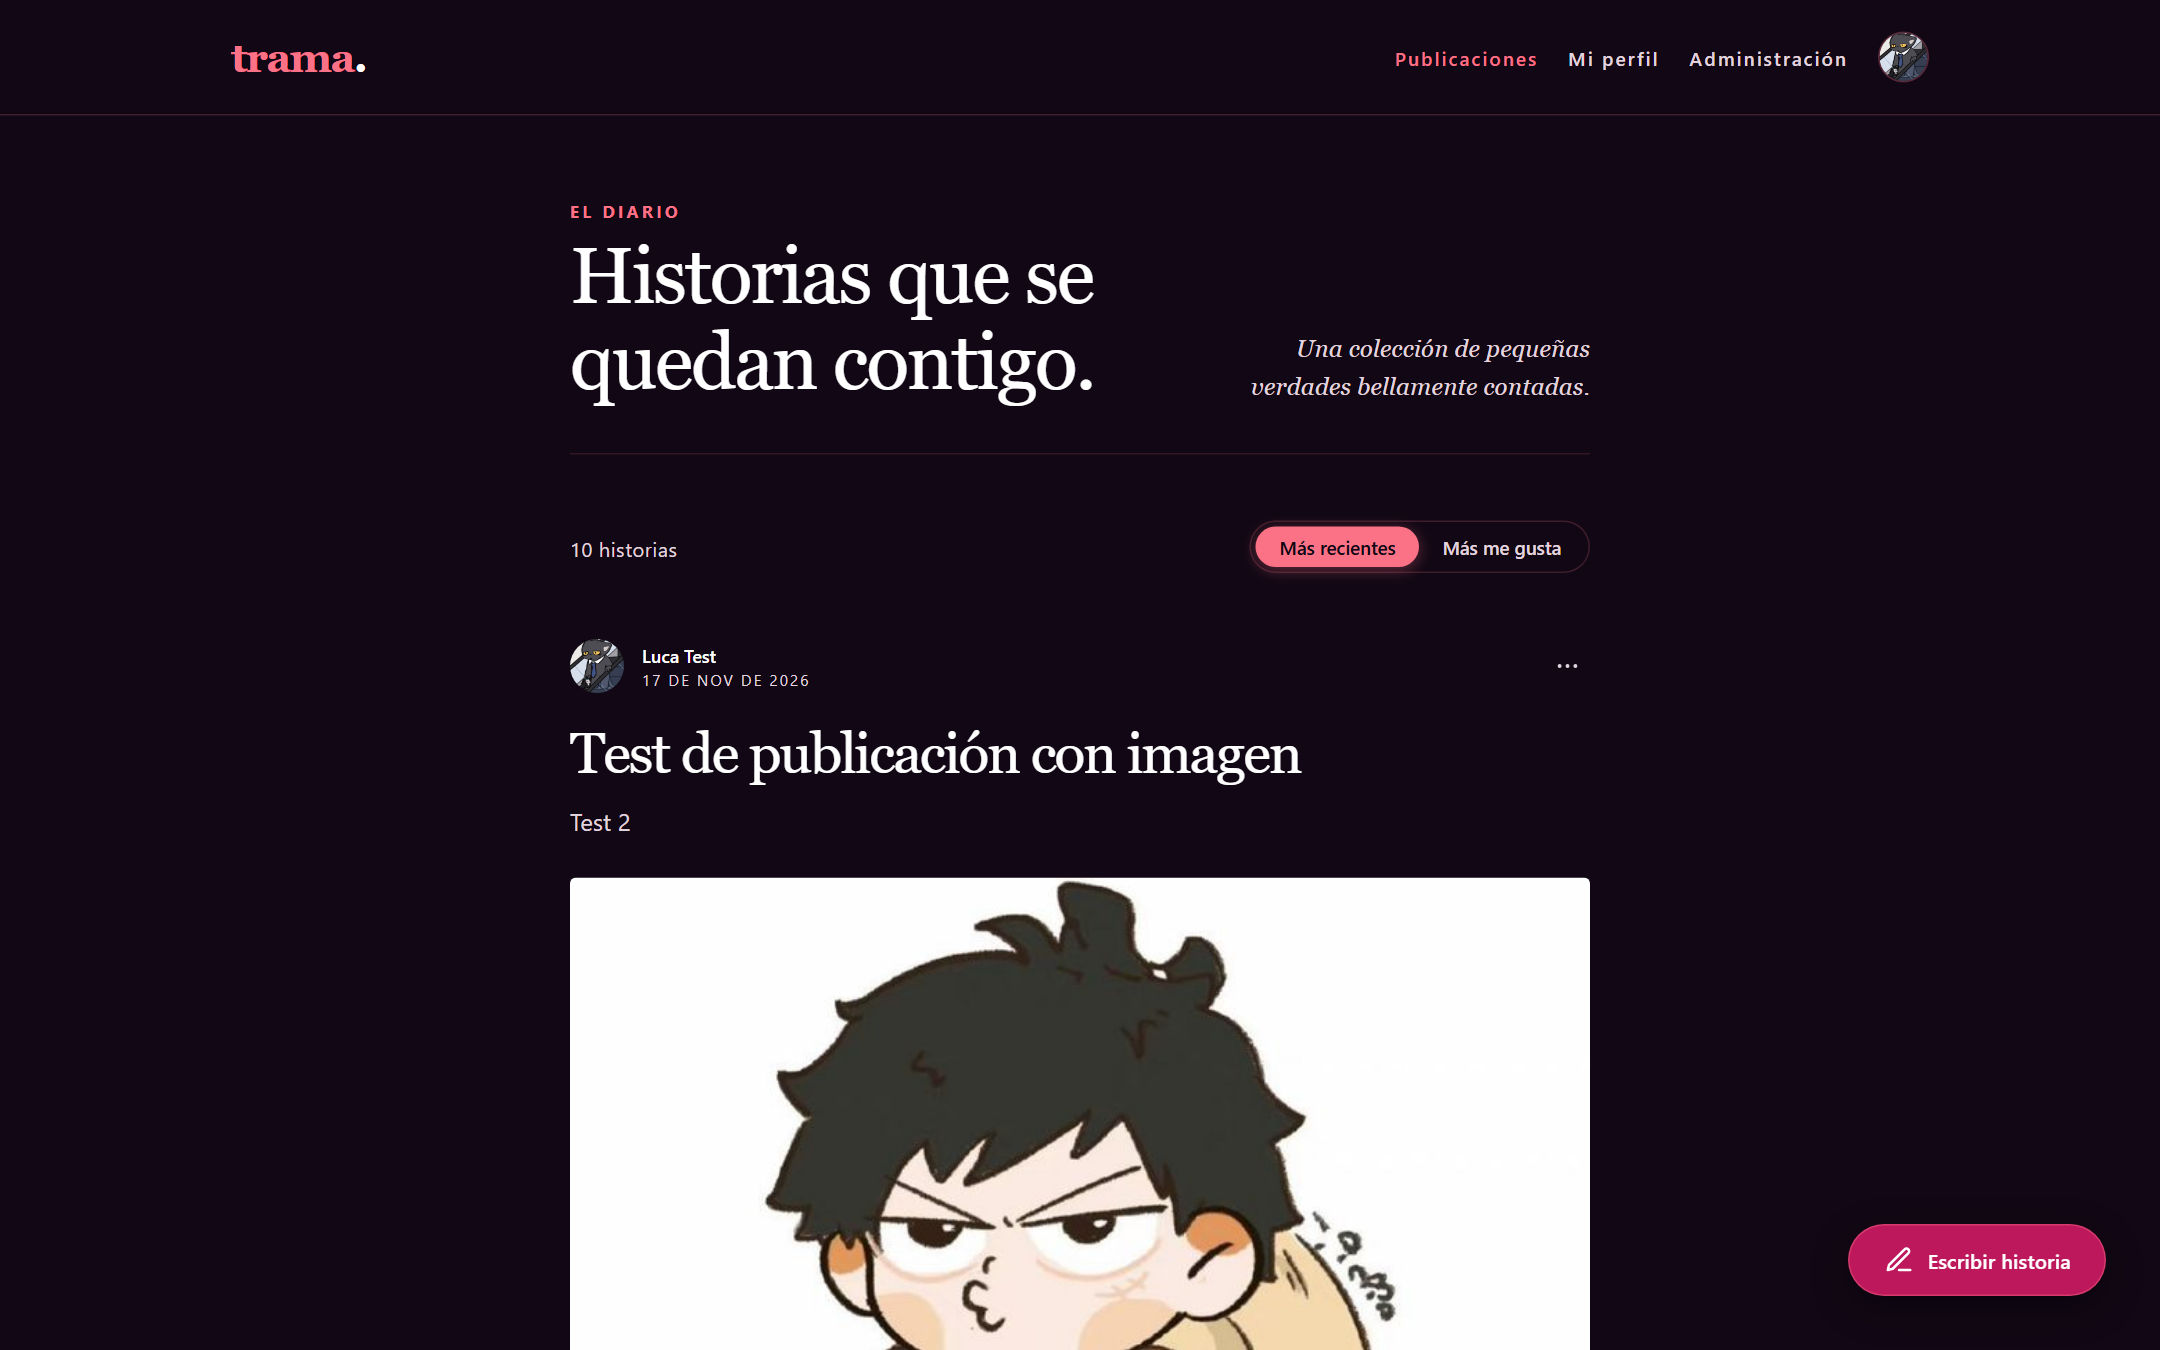 trama.
Publicaciones
Mi perfil
Administración
EL DIARIO
Historias que se
quedan contigo.
Una colección de pequeñas
verdades bellamente contadas.
10 historias
Más recientes
Más me gusta
Luca Test
17 DE NOV DE 2026
Test de publicación con imagen
Test 2
Escribir historia